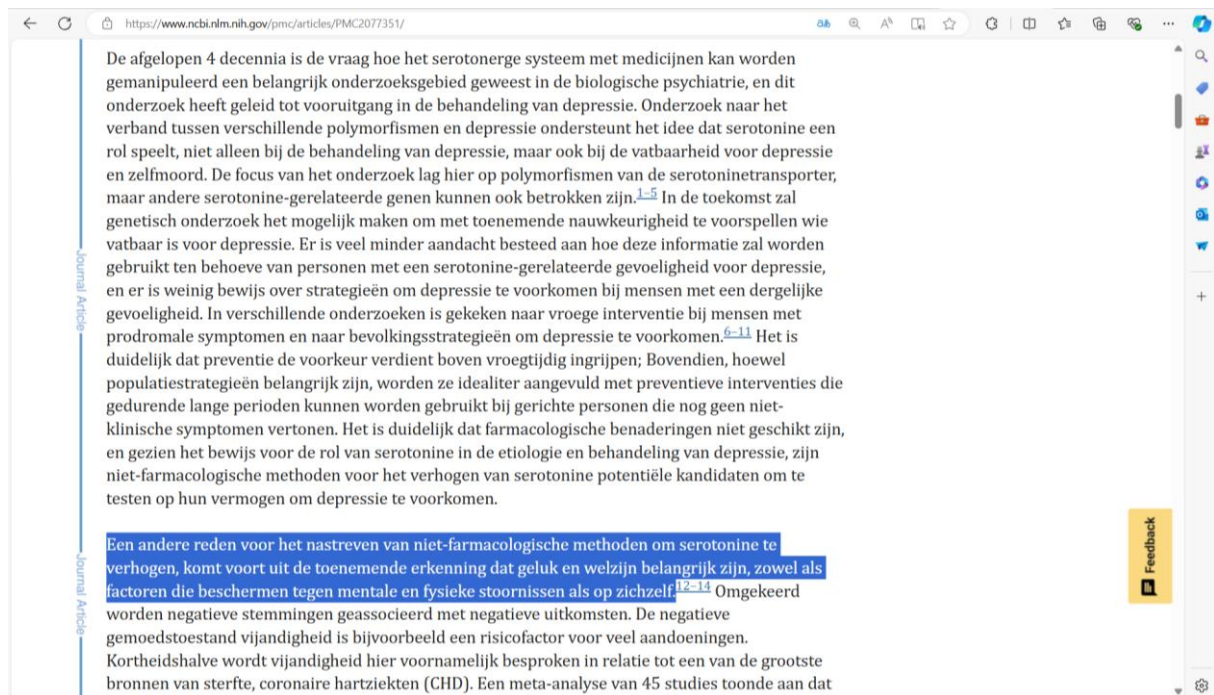 https://www.ncbi.nlm.nih.gov/pmc/articles/PMC2077351/
De afgelopen 4 decennia is de vraag hoe het serotonerge systeem met medicijnen kan worden
gemanipuleerd een belangrijk onderzoeksgebied geweest in de biologische psychiatrie, en dit
onderzoek heeft geleid tot vooruitgang in de behandeling van depressie. Onderzoek naar het
verband tussen verschillende polymorfismen en depressie ondersteunt het idee dat serotonine een
rol speelt, niet alleen bij de behandeling van depressie, maar ook bij de vatbaarheid voor depressie
en zelfmoord. De focus van het onderzoek lag hier op polymorfismen van de serotoninetransporter,
maar andere serotonine-gerelateerde genen kunnen ook betrokken zijn.1–5 In de toekomst zal
genetisch onderzoek het mogelijk maken om met toenemende nauwkeurigheid te voorspellen wie
vatbaar is voor depressie. Er is veel minder aandacht besteed aan hoe deze informatie zal worden
gebruikt ten behoeve van personen met een serotonine-gerelateerde gevoeligheid voor depressie,
en er is weinig bewijs over strategieën om depressie te voorkomen bij mensen met een dergelijke
gevoeligheid. In verschillende onderzoeken is gekeken naar vroege interventie bij mensen met
prodromale symptomen en naar bevolkingsstrategieën om depressie te voorkomen.6–11 Het is
duidelijk dat preventie de voorkeur verdient boven vroegtijdig ingrijpen; Bovendien, hoewel
populatiestrategieën belangrijk zijn, worden ze idealiter aangevuld met preventieve interventies die
gedurende lange perioden kunnen worden gebruikt bij gerichte personen die nog geen niet-
klinische symptomen vertonen. Het is duidelijk dat farmacologische benaderingen niet geschikt zijn,
en gezien het bewijs voor de rol van serotonine in de etiologie en behandeling van depressie, zijn
niet-farmacologische methoden voor het verhogen van serotonine potentiële kandidaten om te
testen op hun vermogen om depressie te voorkomen.
Een andere reden voor het nastreven van niet-farmacologische methoden om serotonine te
verhogen, komt voort uit de toenemende erkenning dat geluk en welzijn belangrijk zijn, zowel als
factoren die beschermen tegen mentale en fysieke stoornissen als op zichzelf.12–14 Omgekeerd
worden negatieve stemmingen geassocieerd met negatieve uitkomsten. De negatieve
gemoedstoestand vijandigheid is bijvoorbeeld een risicofactor voor veel aandoeningen.
Kortheidshalve wordt vijandigheid hier voornamelijk besproken in relatie tot een van de grootste
bronnen van sterfte, coronaire hartziekten (CHD). Een meta-analyse van 45 studies toonde aan dat
Journal Article
Journal Article
Feedback